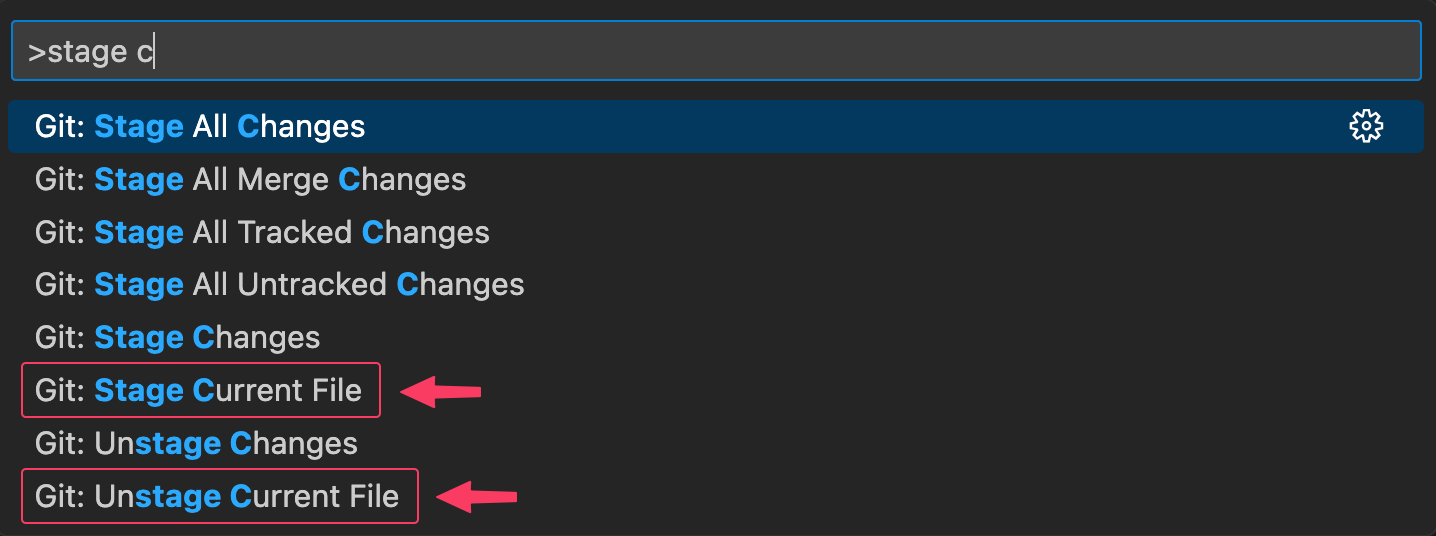 >stage c
Git: Stage All Changes
Git: Stage All Merge Changes
Git: Stage All Tracked Changes
Git: Stage All Untracked Changes
Git: Stage Changes
Git: Stage Current File
Git: Unstage Changes
Git: Unstage Current File